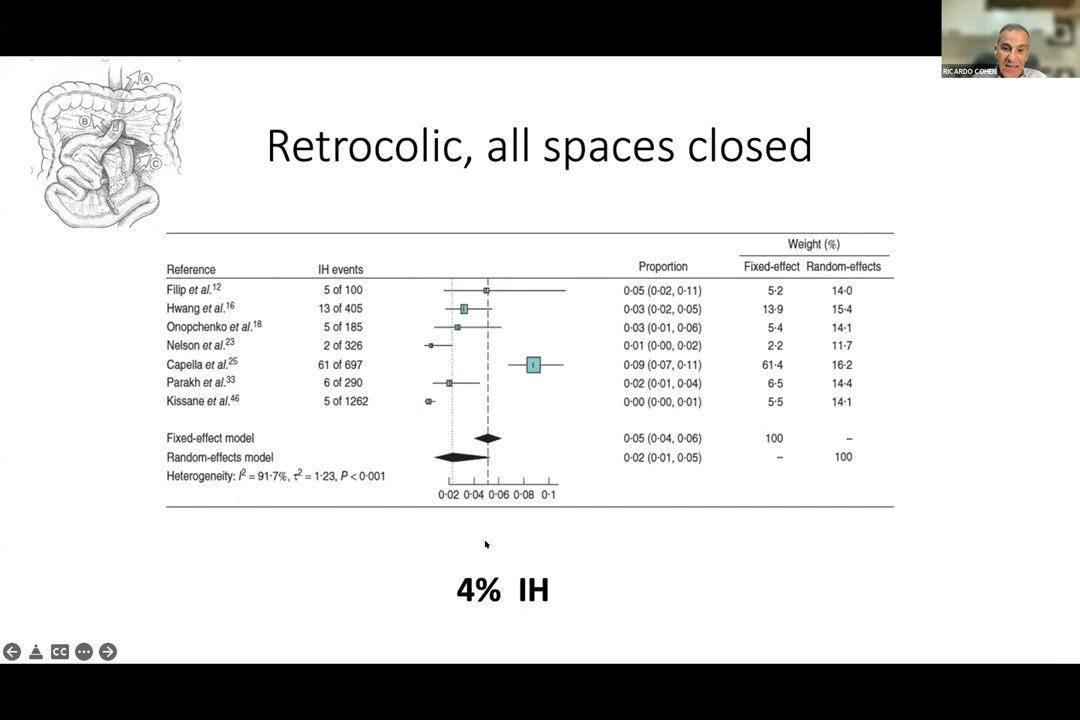 RICARDO COHEN
A
B
C
Retrocolic, all spaces closed
Weight (%)
Reference IH events Proportion Fixed-effect Random-effects
Filip et al.12 5 of 100 0·05 (0·02, 0·11) 5·2 14·0
Hwang et al.16 13 of 405 0·03 (0·02, 0·05) 13·9 15·4
Onopchenko et al.18 5 of 185 0·03 (0·01, 0·06) 5·4 14·1
Nelson et al.23 2 of 326 0·01 (0·00, 0·02) 2·2 11·7
Capella et al.25 61 of 697 0·09 (0·07, 0·11) 61·4 16·2
Parakh et al.33 6 of 290 0·02 (0·01, 0·04) 6·5 14·4
Kissane et al.46 5 of 1262 0·00 (0·00, 0·01) 5·5 14·1
Fixed-effect model 0·05 (0·04, 0·06) 100 –
Random-effects model 0·02 (0·01, 0·05) – 100
Heterogeneity: I² = 91·7%, τ² = 1·23, P < 0·001
0·02 0·04 0·06 0·08 0·1
4% IH
CC